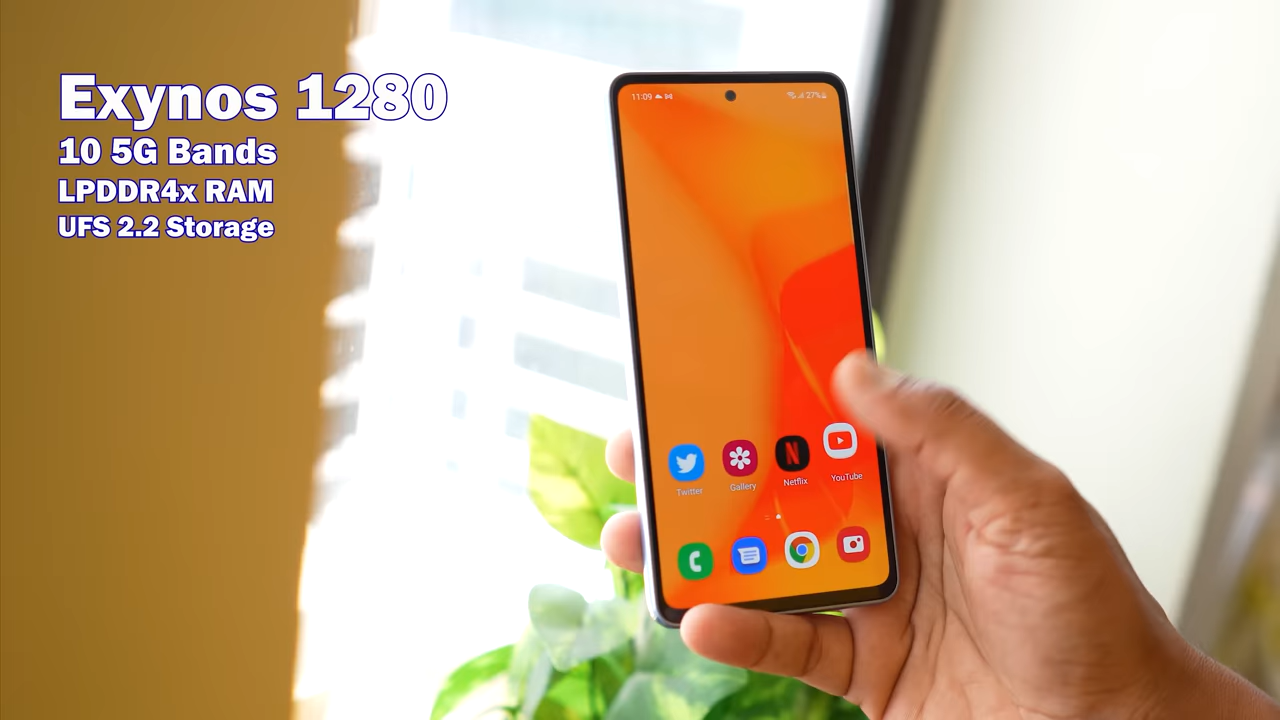 Exynos 1280
10 5G Bands
LPDDR4x RAM
UFS 2.2 Storage
11:09
27%
Twitter
Gallery
Netflix
YouTube